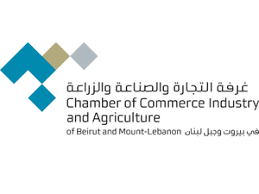 غرفة التجارة والصناعة والزراعة
Chamber of Commerce Industry
and Agriculture
of Beirut and Mount-Lebanon في بيروت وجبل لبنان